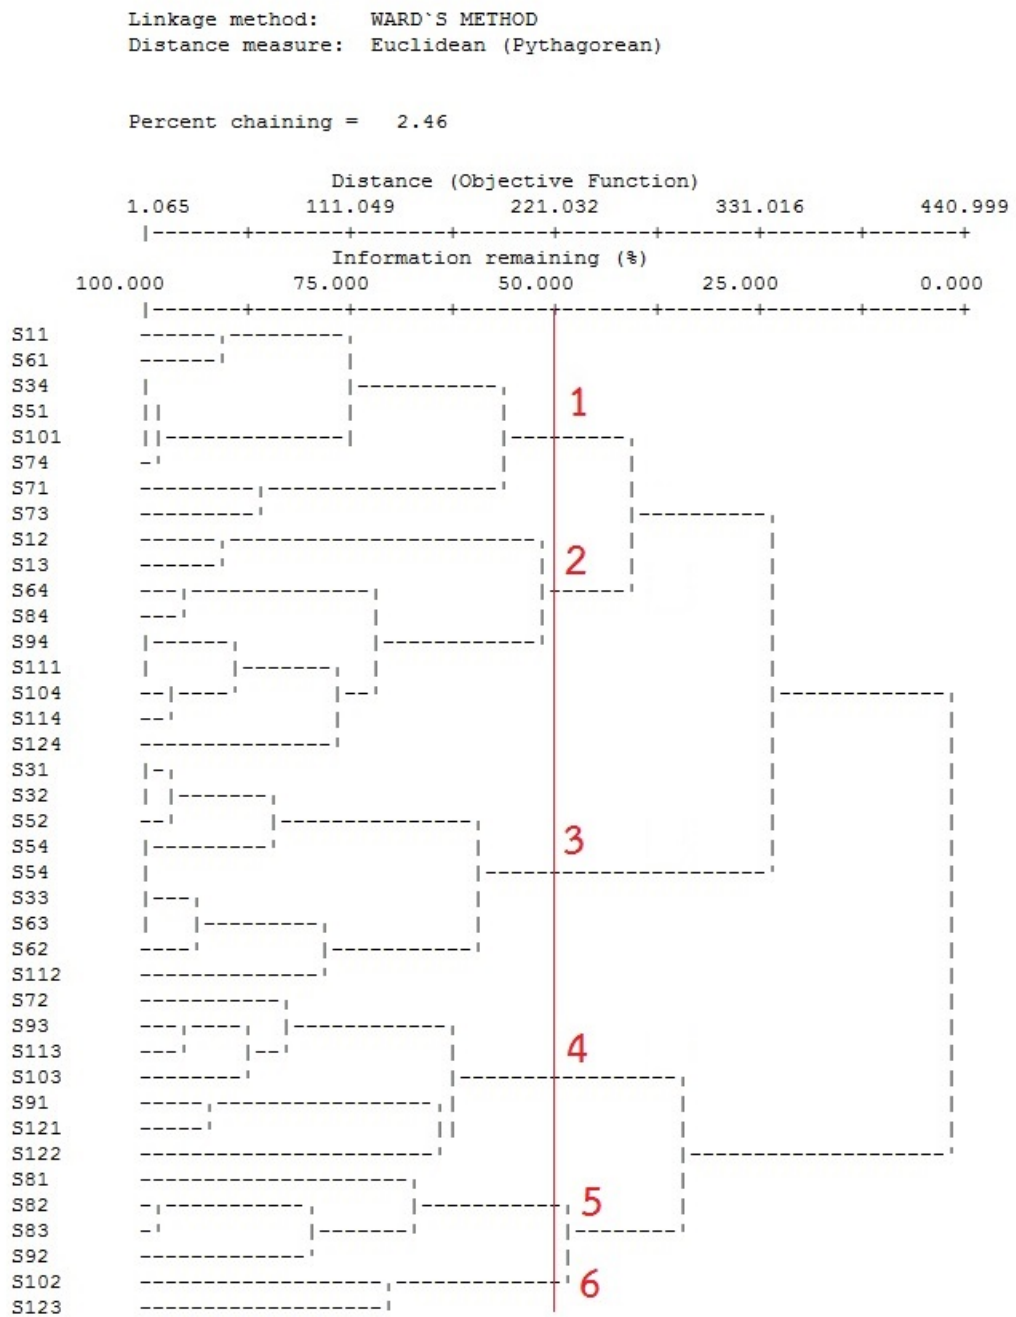 Linkage method: WARD`S METHOD
Distance measure: Euclidean (Pythagorean)
Percent chaining = 2.46
Distance (Objective Function)
1.065 111.049 221.032 331.016 440.999
Information remaining (%)
100.000 75.000 50.000 25.000 0.000
S11
S61
S34
S51
1
S101
S74
S71
S73
S12
S13
2
S64
S84
S94
S111
S104
S114
S124
S31
S32
S52
S54
3
S54
S33
S63
S62
S112
S72
S93
S113
4
S103
S91
S121
S122
S81
S82
5
S83
S92
S102
6
S123